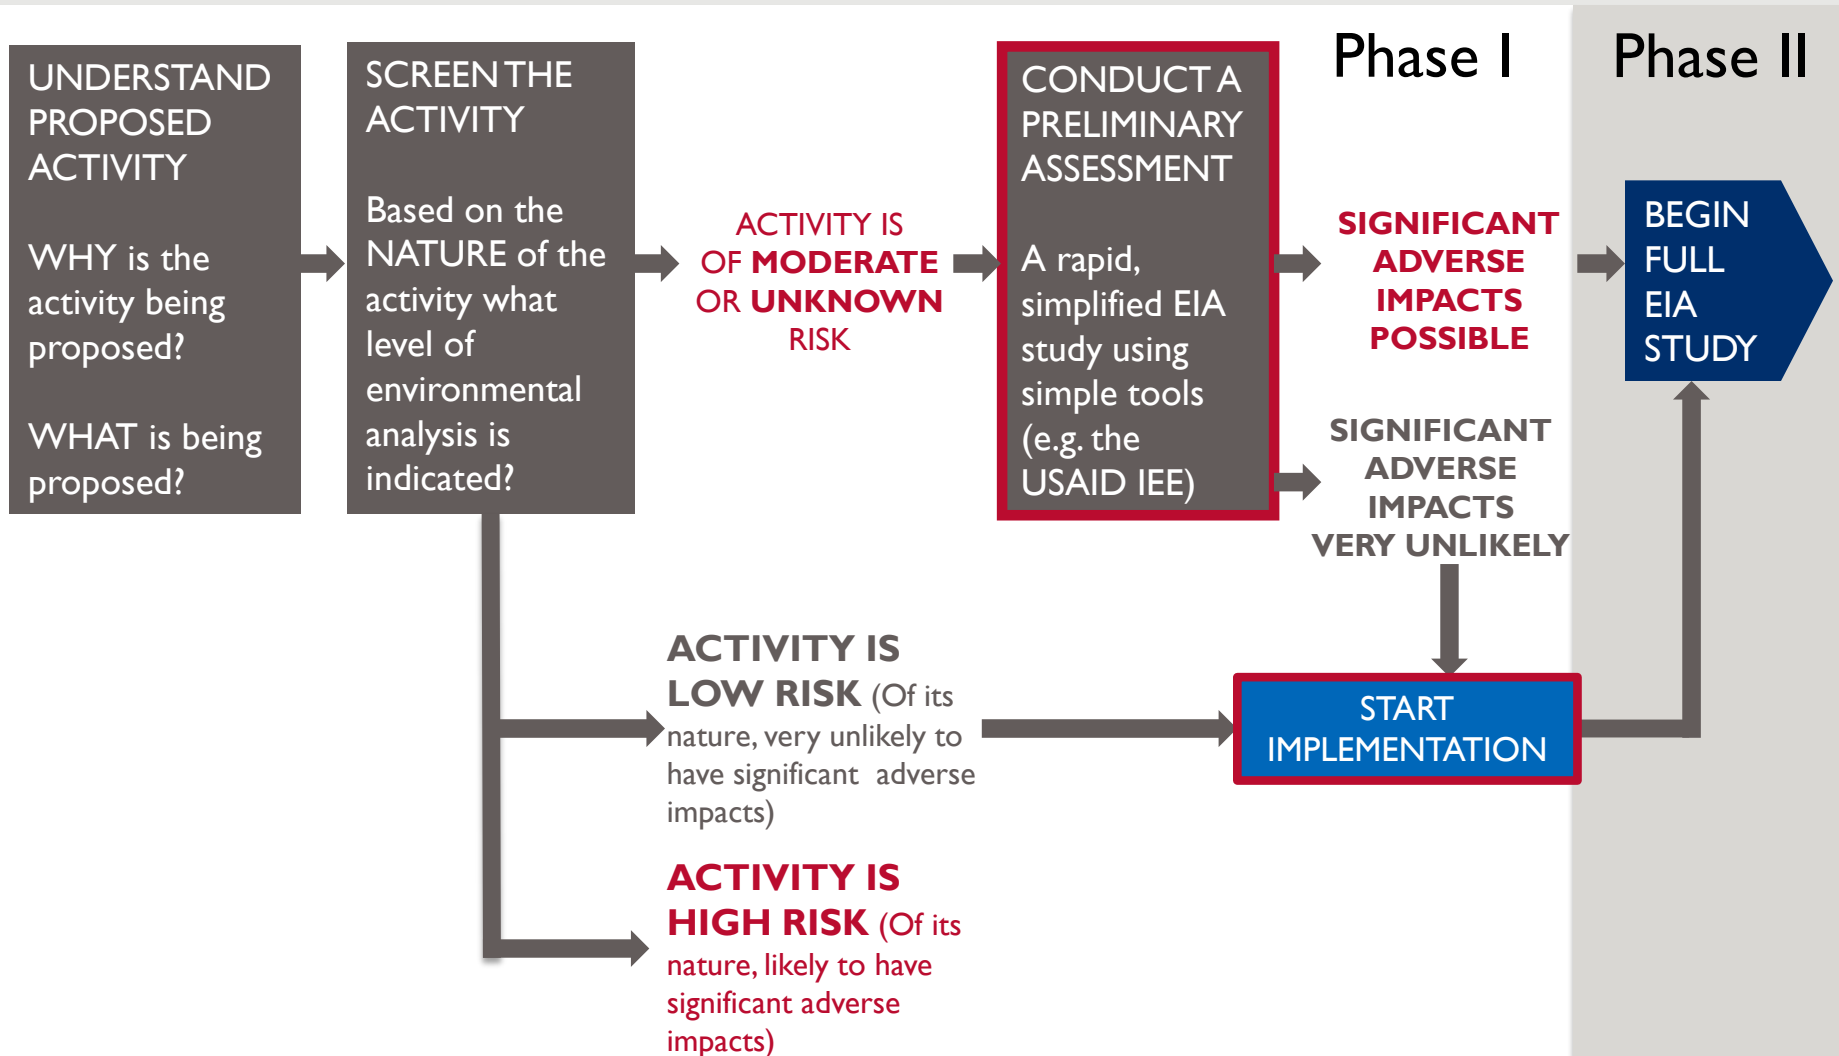 Phase I
Phase II
UNDERSTAND
PROPOSED
ACTIVITY
WHY is the
activity being
proposed?
WHAT is being
proposed?
SCREEN THE
ACTIVITY
Based on the
NATURE of the
activity what
level of
environmental
analysis is
indicated?
ACTIVITY IS
OF MODERATE
OR UNKNOWN
RISK
CONDUCT A
PRELIMINARY
ASSESSMENT
A rapid,
simplified EIA
study using
simple tools
(e.g. the
USAID IEE)
SIGNIFICANT
ADVERSE
IMPACTS
POSSIBLE
BEGIN
FULL
EIA
STUDY
SIGNIFICANT
ADVERSE
IMPACTS
VERY UNLIKELY
ACTIVITY IS
LOW RISK (Of its
nature, very unlikely to
have significant adverse
impacts)
START
IMPLEMENTATION
ACTIVITY IS
HIGH RISK (Of its
nature, likely to have
significant adverse
impacts)